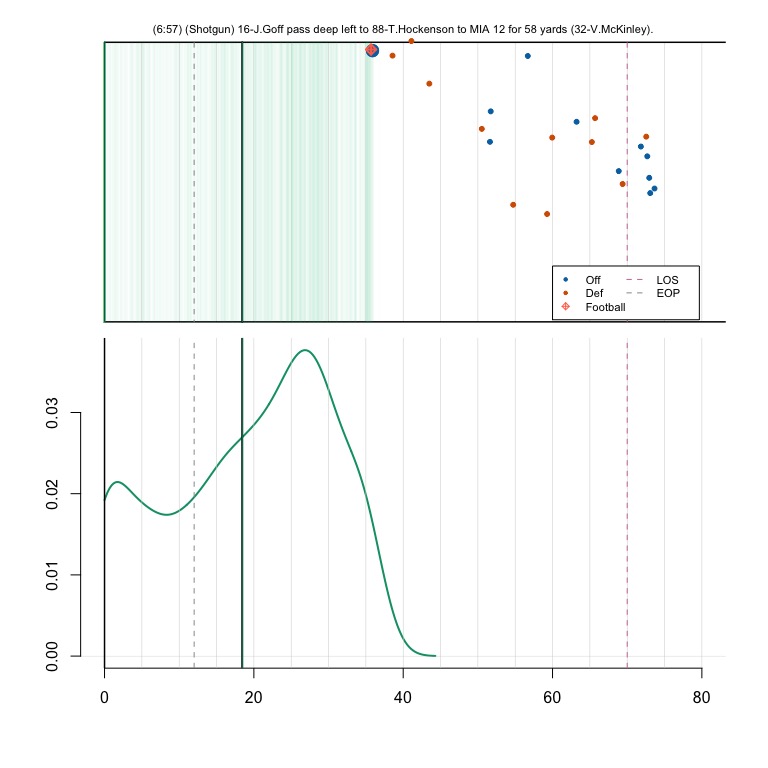 (6:57) (Shotgun) 16-J.Goff pass deep left to 88-T.Hockenson to MIA 12 for 58 yards (32-V.McKinley).
Off LOS
Def EOP
Football
0.03
0.02
0.01
0.00
0 20 40 60 80